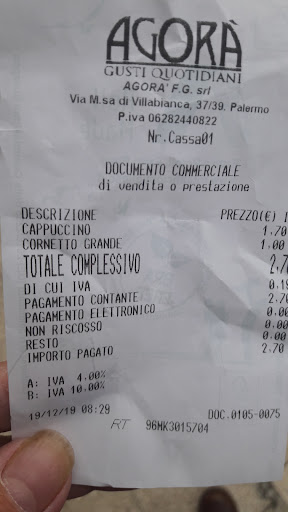 AGORÀ
GUSTI QUOTIDIANI
AGORA' F.G. srl
Via M.sa di Villabianca, 37/39. Palermo
P.iva 06282440822
Nr.Cassa01
DOCUMENTO COMMERCIALE
di vendita o prestazione
DESCRIZIONE PREZZO(€)
CAPPUCCINO 1.70
CORNETTO GRANDE 1.00
TOTALE COMPLESSIVO 2,7
DI CUI IVA 0.19
PAGAMENTO CONTANTE 2.70
PAGAMENTO ELETTRONICO 0.00
NON RISCOSSO 0.00
RESTO 0.00
IMPORTO PAGATO 2.70
A: IVA 4.00%
B: IVA 10.00%
19/12/19 08:29 DOC.0105-0075
RT 96MK3015704